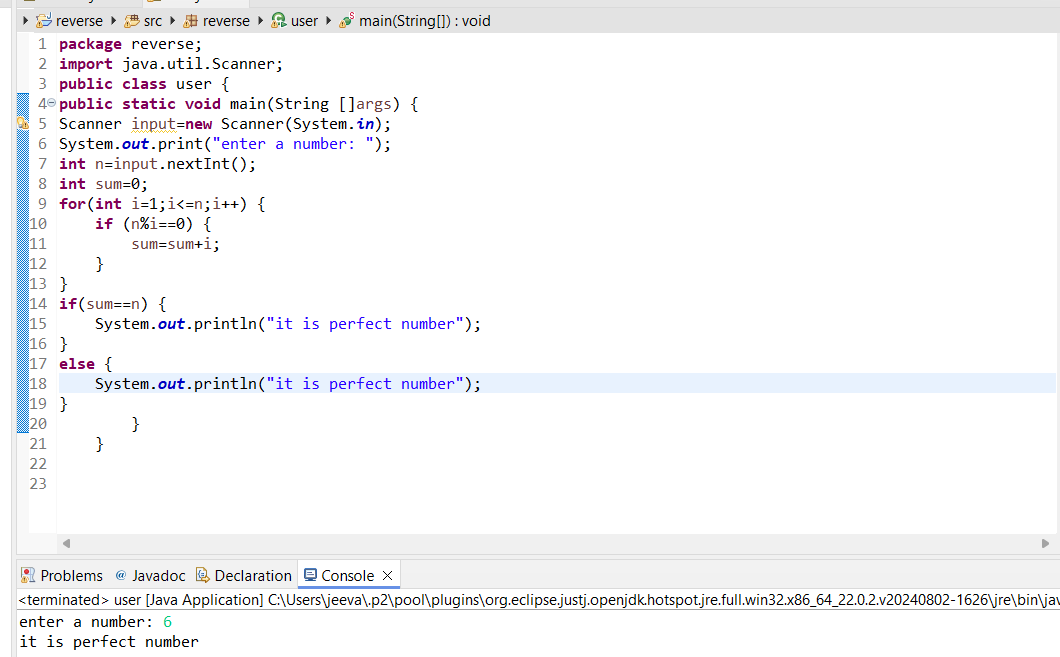 reverse src reverse user main(String[]) : void
1 package reverse;
2 import java.util.Scanner;
3 public class user {
4 public static void main(String []args) {
5 Scanner input=new Scanner(System.in);
6 System.out.print("enter a number: ");
7 int n=input.nextInt();
8 int sum=0;
9 for(int i=1;i<=n;i++) {
10     if (n%i==0) {
11         sum=sum+i;
12     }
13 }
14 if(sum==n) {
15     System.out.println("it is perfect number");
16 }
17 else {
18     System.out.println("it is perfect number");
19 }
20         }
21     }
22
23
Problems @ Javadoc Declaration Console
<terminated> user [Java Application] C:\Users\jeeva\.p2\pool\plugins\org.eclipse.justj.openjdk.hotspot.jre.full.win32.x86_64_22.0.2.v20240802-1626\jre\bin\jav
enter a number: 6
it is perfect number